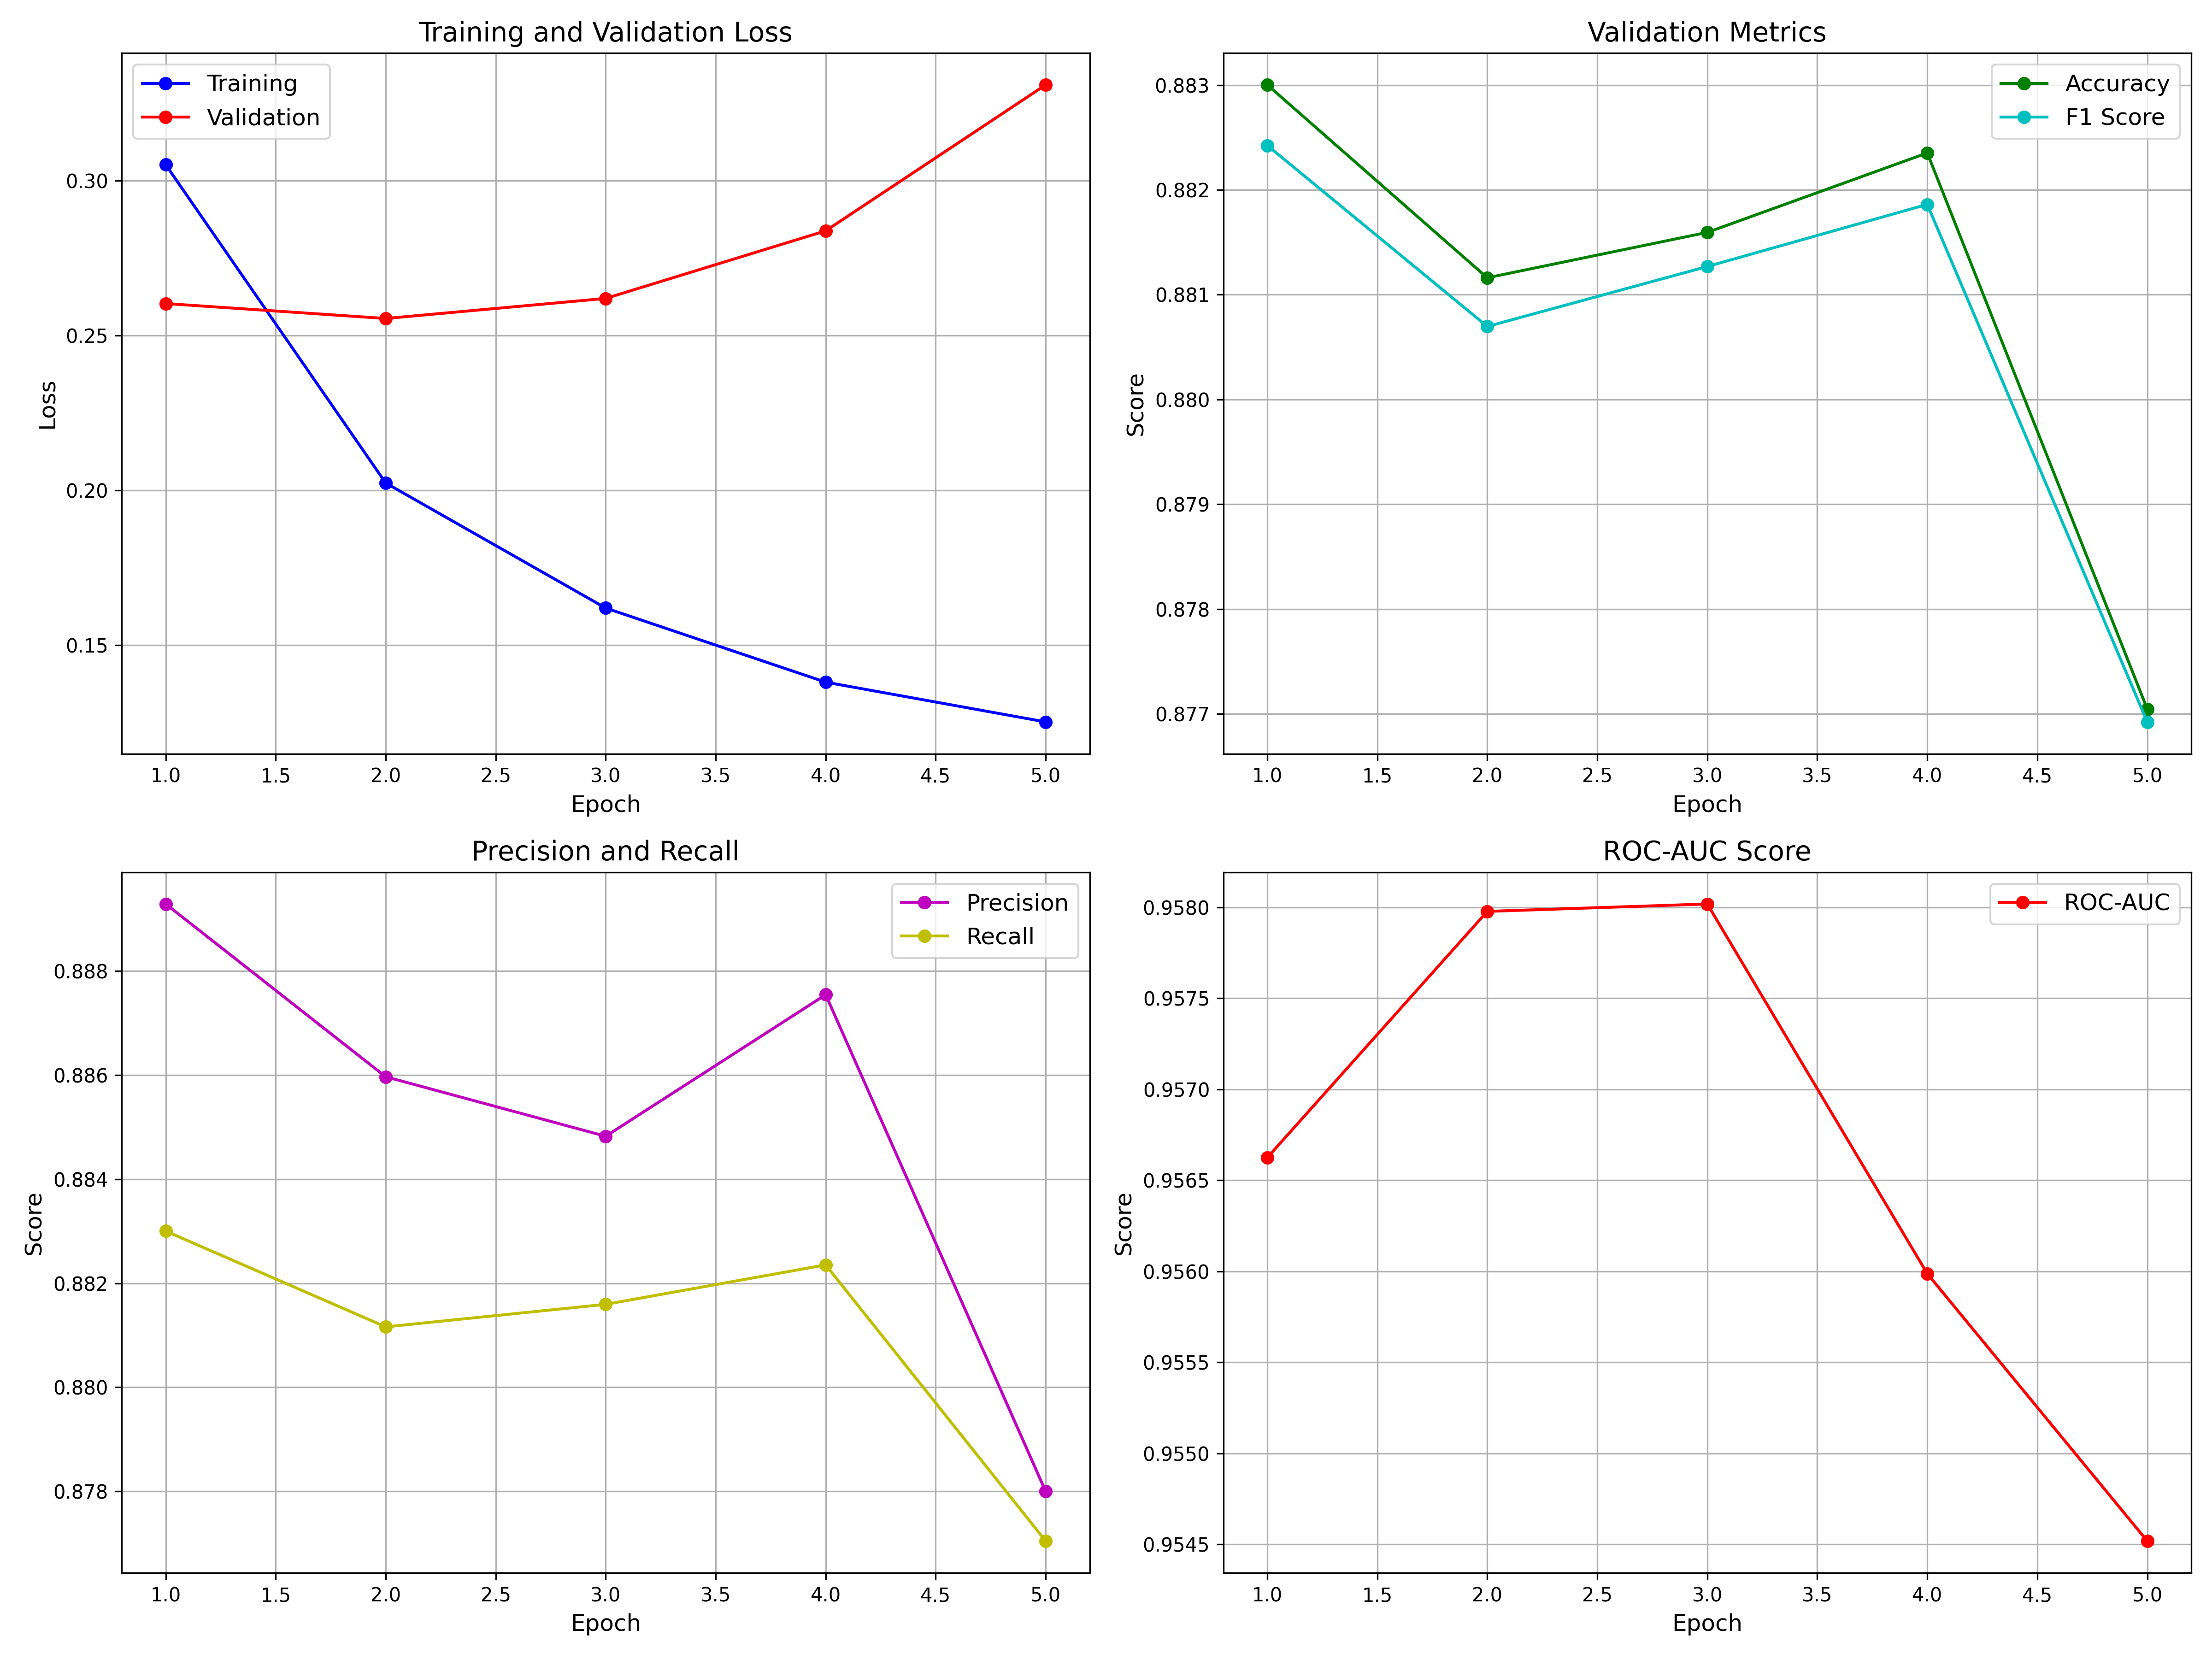 Training and Validation Loss
Training
Validation
0.30
0.25
0.20
0.15
Loss
1.0 1.5 2.0 2.5 3.0 3.5 4.0 4.5 5.0
Epoch
Validation Metrics
Accuracy
F1 Score
0.883
0.882
0.881
0.880
0.879
0.878
0.877
Score
1.0 1.5 2.0 2.5 3.0 3.5 4.0 4.5 5.0
Epoch
Precision and Recall
Precision
Recall
0.888
0.886
0.884
0.882
0.880
0.878
Score
1.0 1.5 2.0 2.5 3.0 3.5 4.0 4.5 5.0
Epoch
ROC-AUC Score
ROC-AUC
0.9580
0.9575
0.9570
0.9565
0.9560
0.9555
0.9550
0.9545
Score
1.0 1.5 2.0 2.5 3.0 3.5 4.0 4.5 5.0
Epoch